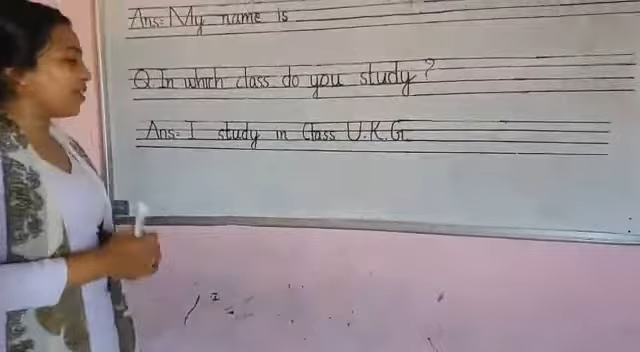 Ans:- My name is
Q. In which class do you study?
Ans:- I study in Class U.K.G.